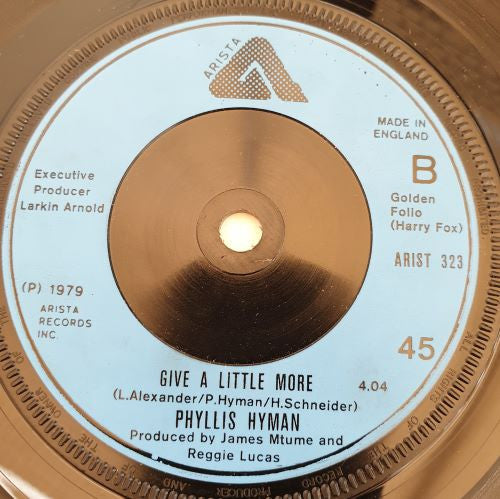 ARISTA
MADE IN
ENGLAND
B
Golden
Folio
(Harry Fox)
ARIST 323
Executive
Producer
Larkin Arnold
(P) 1979
ARISTA
RECORDS
INC.
45
GIVE A LITTLE MORE 4.04
(L.Alexander/P.Hyman/H.Schneider)
PHYLLIS HYMAN
Produced by James Mtume and
Reggie Lucas